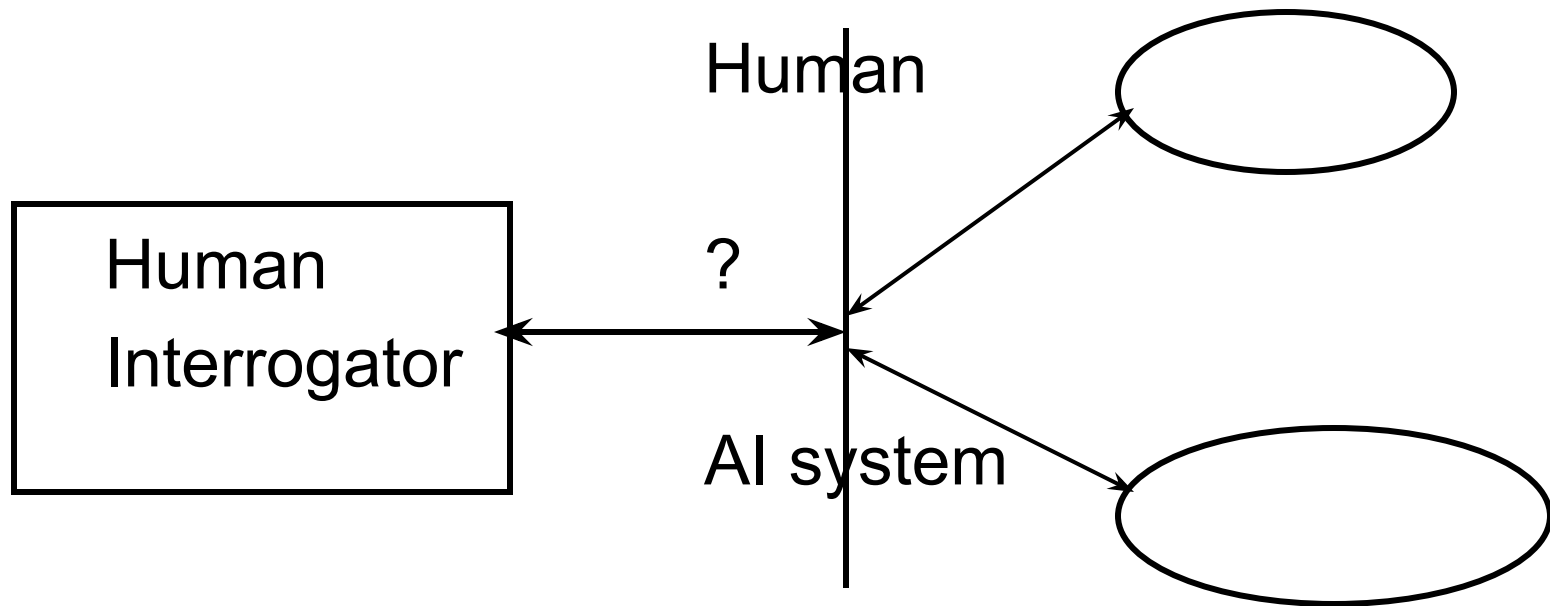 Human
Human
Interrogator
?
AI system